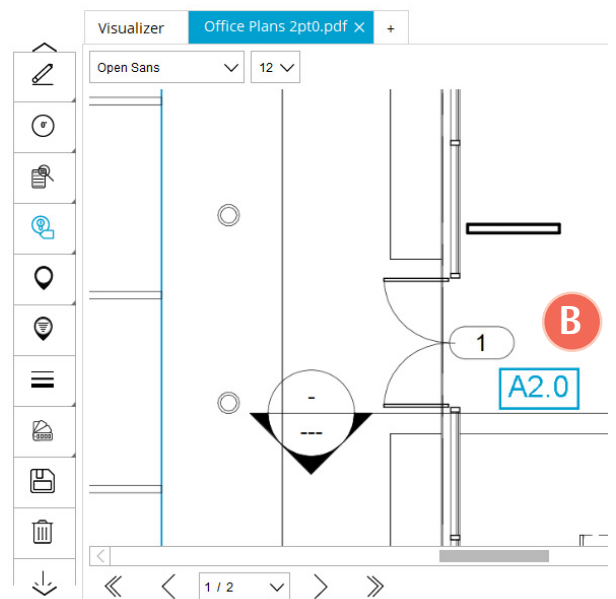 Visualizer
Office Plans 2pt0.pdf × +
Open Sans
12
B
1
A2.0
-
---
1 / 2